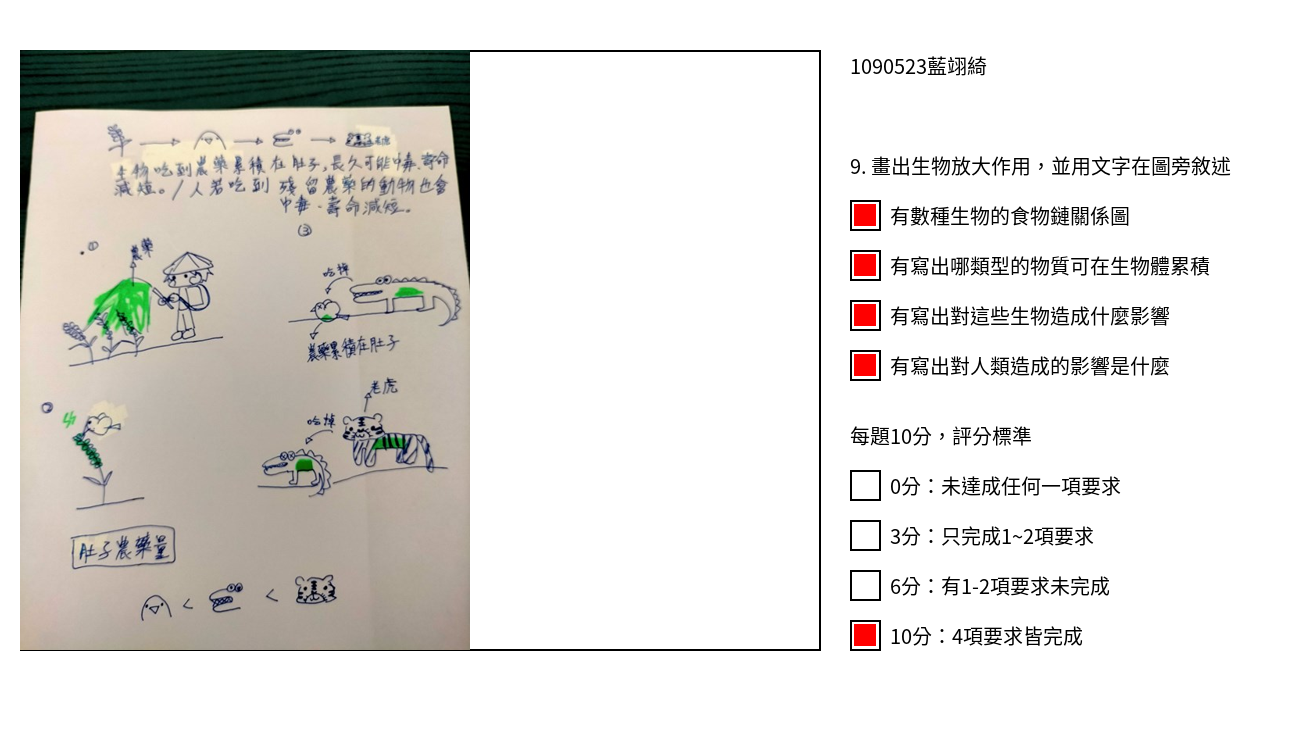 生物吃到農藥累積在肚子,長久可能中毒、壽命
減短。/人若吃到 殘留農藥的動物也會
中毒、壽命減短。
①
農藥
③
吃掉
農藥累積在肚子
②
老虎
吃掉
肚子農藥量
< <
1090523藍翊綺
9. 畫出生物放大作用，並用文字在圖旁敘述
有數種生物的食物鏈關係圖
有寫出哪類型的物質可在生物體累積
有寫出對這些生物造成什麼影響
有寫出對人類造成的影響是什麼
每題10分，評分標準
0分：未達成任何一項要求
3分：只完成1~2項要求
6分：有1-2項要求未完成
10分：4項要求皆完成